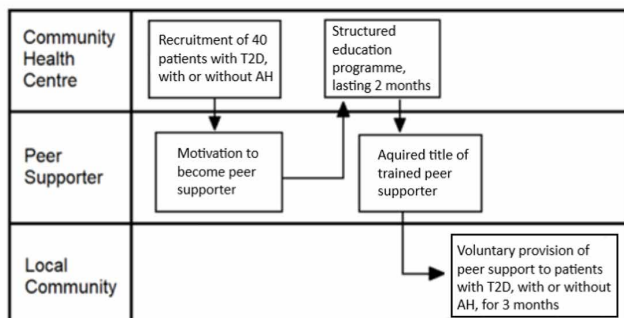 Community
Health
Centre
Recruitment of 40
patients with T2D,
with or without AH
Structured
education
programme,
lasting 2 months
Peer
Supporter
Motivation to
become peer
supporter
Aquired title of
trained peer
supporter
Local
Community
Voluntary provision of
peer support to patients
with T2D, with or without
AH, for 3 months